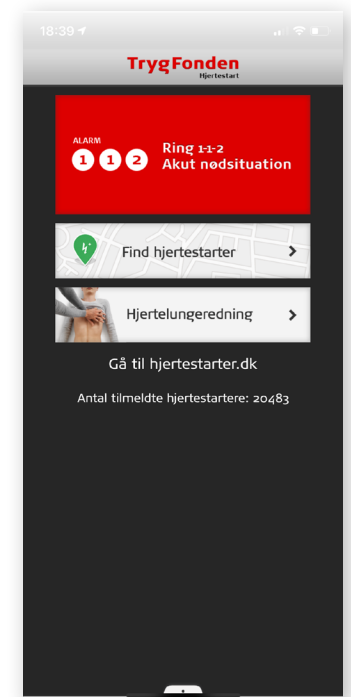 18:39
TrygFonden
Hjertestart
ALARM
1 1 2
Ring 1-1-2
Akut nødsituation
Find hjertestarter
Hjertelungeredning
Gå til hjertestarter.dk
Antal tilmeldte hjertestartere: 20483